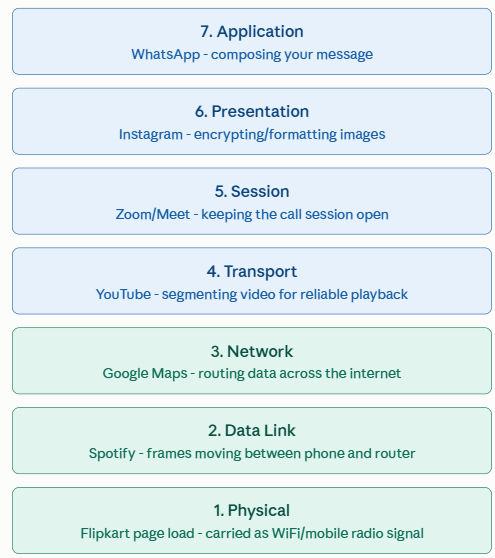 7. Application
WhatsApp - composing your message
6. Presentation
Instagram - encrypting/formatting images
5. Session
Zoom/Meet - keeping the call session open
4. Transport
YouTube - segmenting video for reliable playback
3. Network
Google Maps - routing data across the internet
2. Data Link
Spotify - frames moving between phone and router
1. Physical
Flipkart page load - carried as WiFi/mobile radio signal